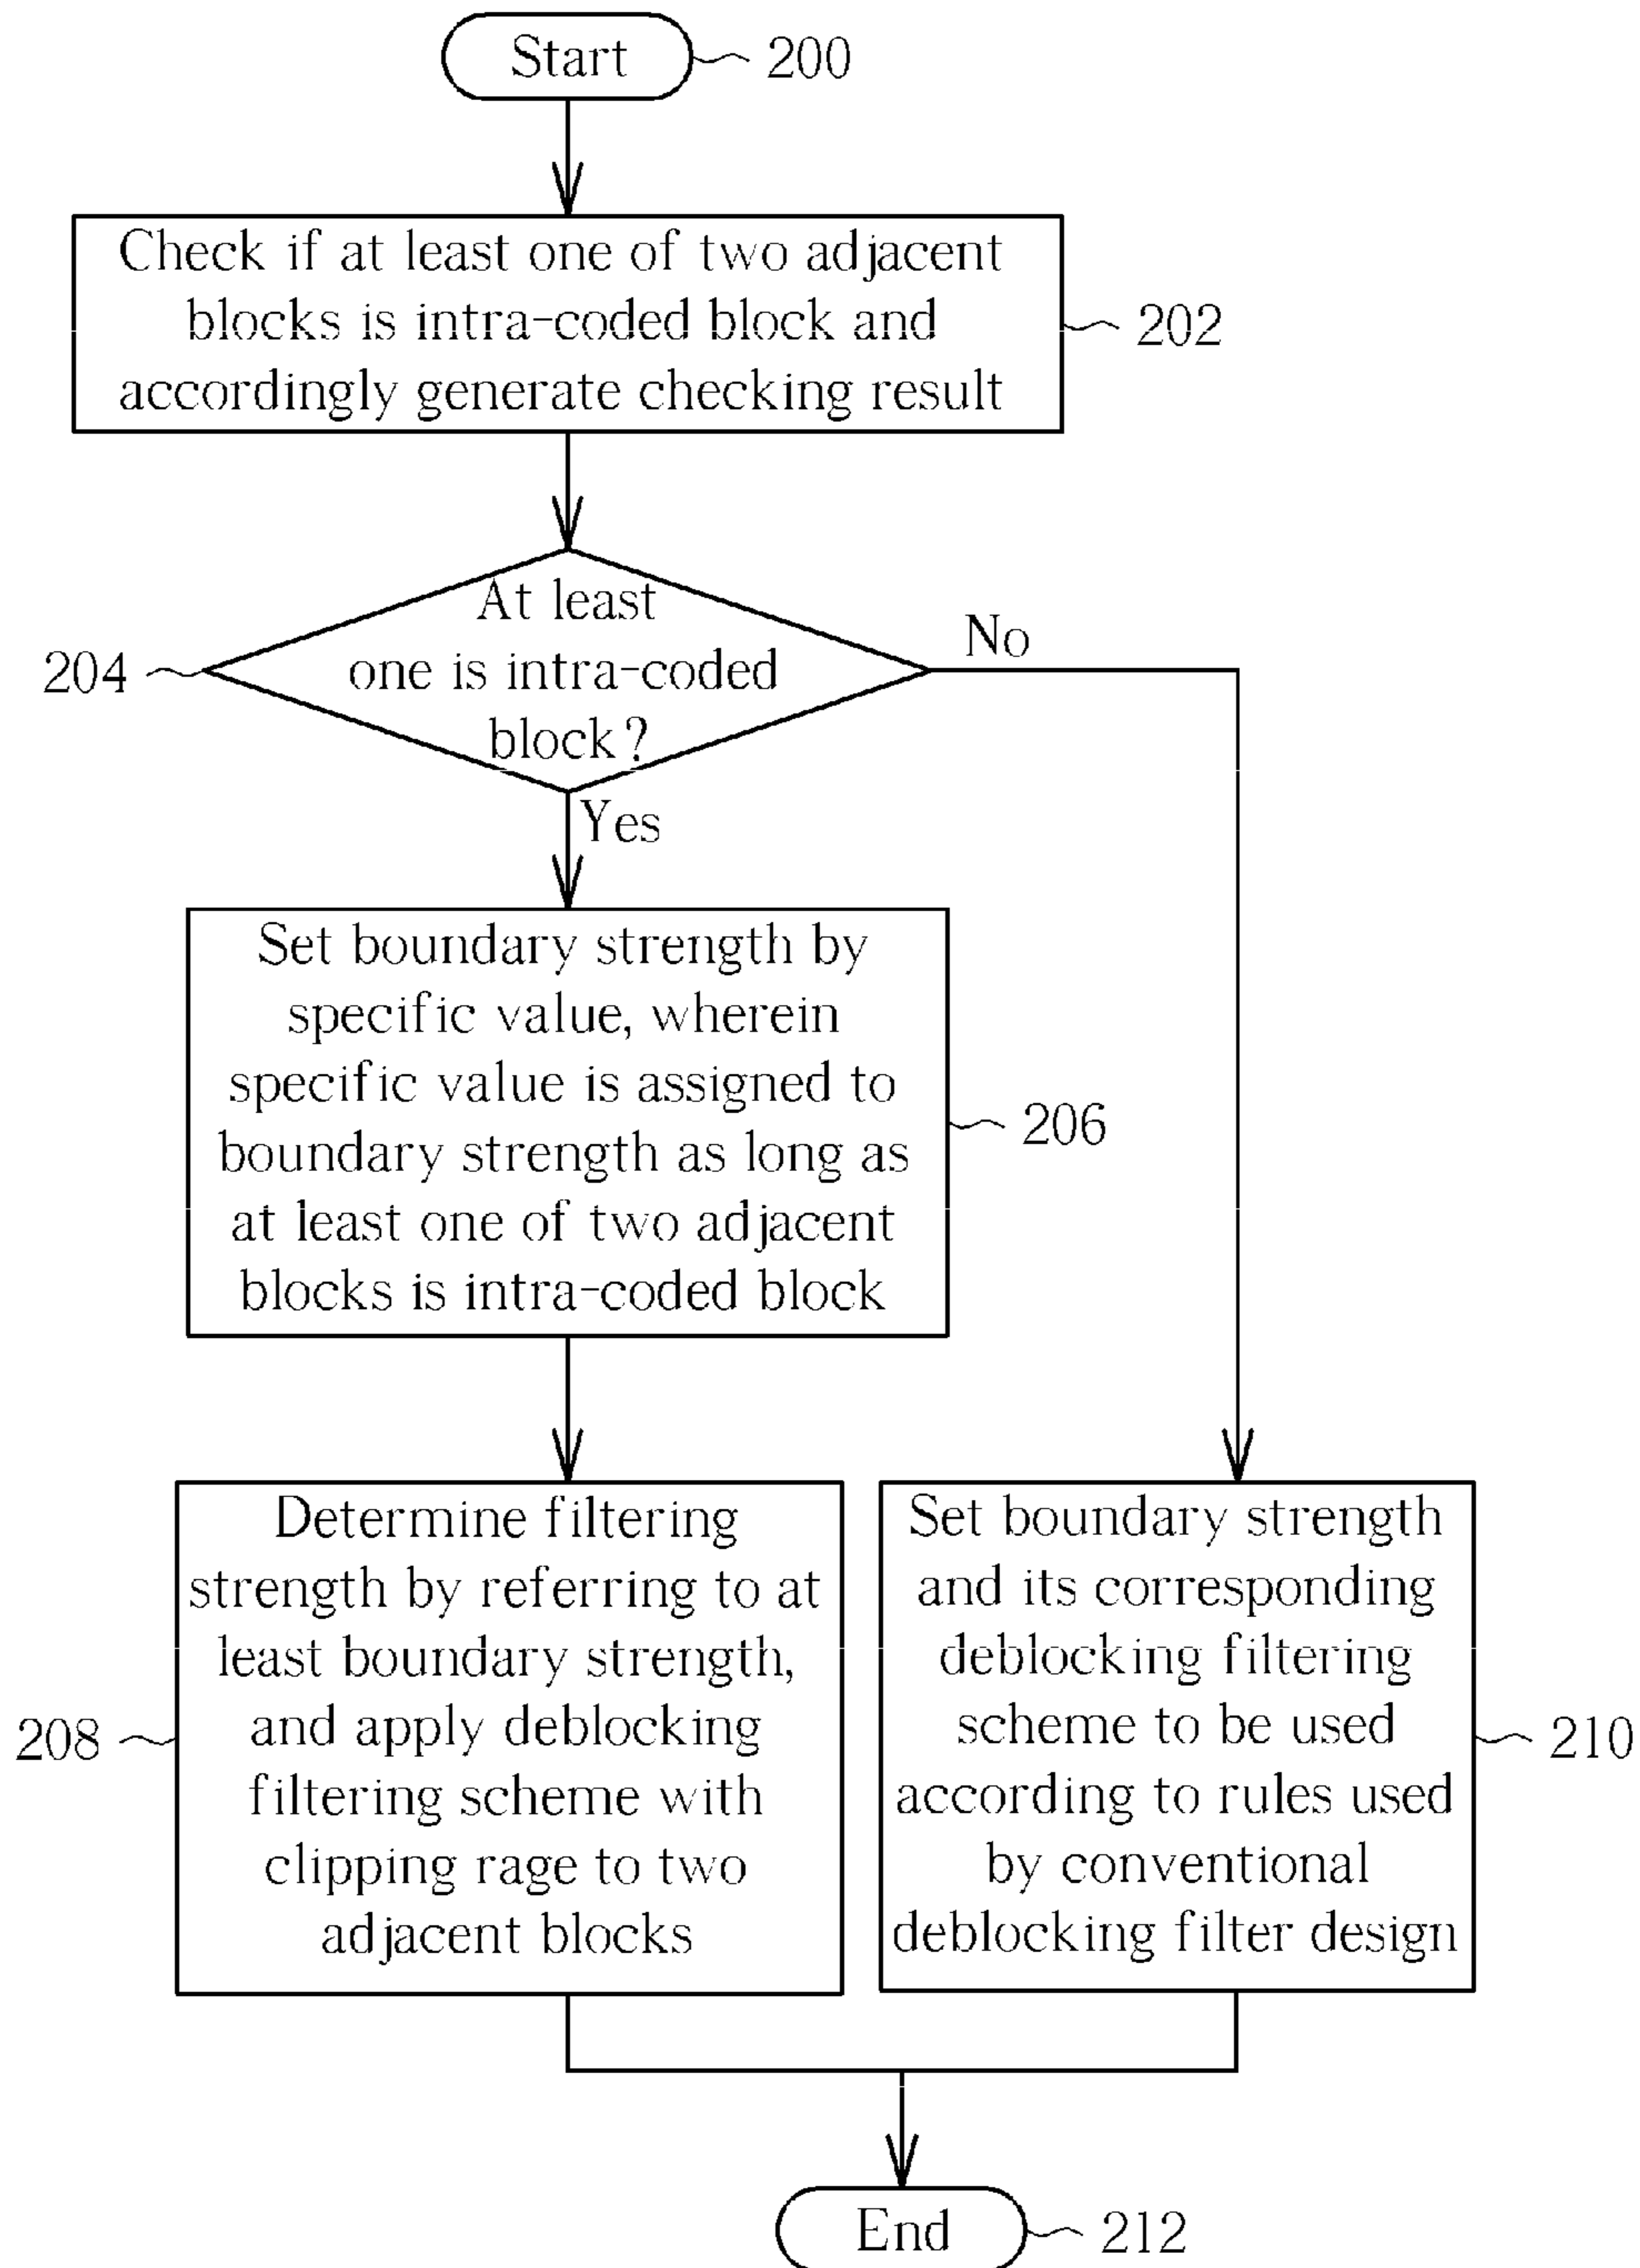 Start
200
Check if at least one of two adjacent
blocks is intra-coded block and
accordingly generate checking result
202
At least
one is intra-coded
block?
204
No
Yes
Set boundary strength by
specific value, wherein
specific value is assigned to
boundary strength as long as
at least one of two adjacent
blocks is intra-coded block
206
Determine filtering
strength by referring to at
least boundary strength,
and apply deblocking
filtering scheme with
clipping rage to two
adjacent blocks
208
Set boundary strength
and its corresponding
deblocking filtering
scheme to be used
according to rules used
by conventional
deblocking filter design
210
End
212